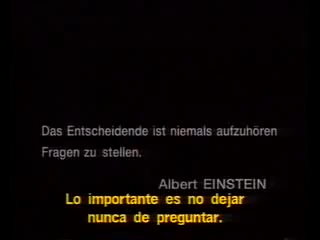 Das Entscheidende ist niemals aufzuhören
Fragen zu stellen.
Albert EINSTEIN
Lo importante es no dejar
nunca de preguntar.